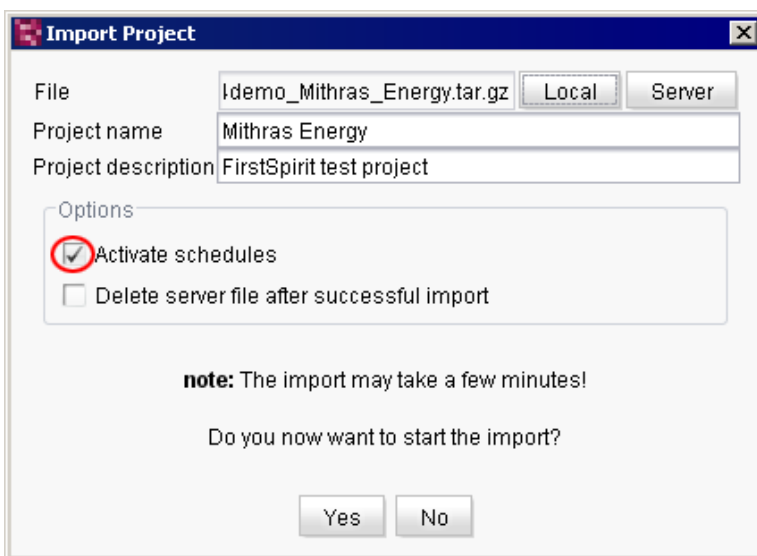 Import Project
File demo_Mithras_Energy.tar.gz Local Server
Project name Mithras Energy
Project description FirstSpirit test project
Options
Activate schedules
Delete server file after successful import
note: The import may take a few minutes!
Do you now want to start the import?
Yes No